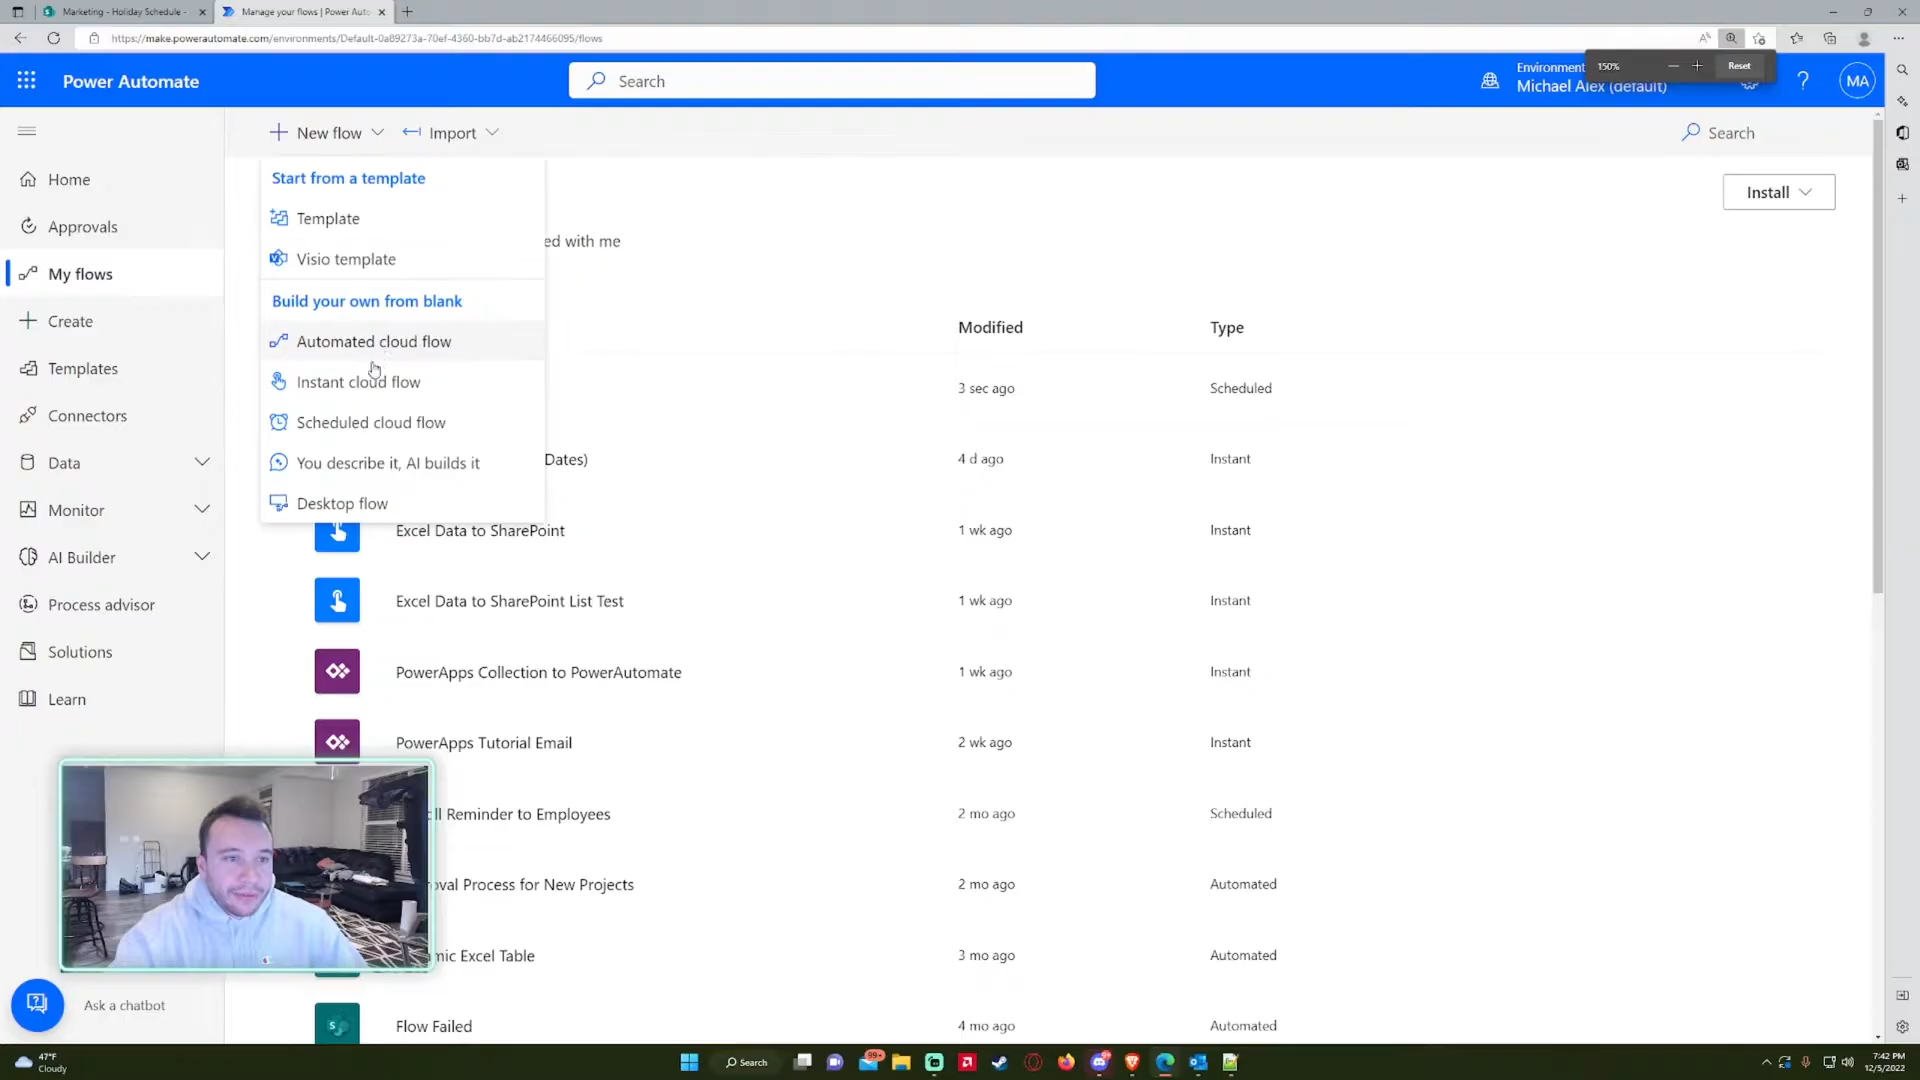 Marketing - Holiday Schedule -
Manage your flows | Power Auto
https://make.powerautomate.com/environments/Default-0a89273a-70ef-4360-bb7d-ab2174466095/flows
150%
Reset
Power Automate
Search
Environment
Michael Alex (default)
MA
New flow
Import
Search
Home
Approvals
My flows
Create
Templates
Connectors
Data
Monitor
AI Builder
Process advisor
Solutions
Learn
Ask a chatbot
Start from a template
Template
Visio template
Build your own from blank
Automated cloud flow
Instant cloud flow
Scheduled cloud flow
You describe it, AI builds it
Desktop flow
Install
ed with me
Modified
Type
3 sec ago
Scheduled
Dates)
4 d ago
Instant
Excel Data to SharePoint
1 wk ago
Instant
Excel Data to SharePoint List Test
1 wk ago
Instant
PowerApps Collection to PowerAutomate
1 wk ago
Instant
PowerApps Tutorial Email
2 wk ago
Instant
ll Reminder to Employees
2 mo ago
Scheduled
oval Process for New Projects
2 mo ago
Automated
mic Excel Table
3 mo ago
Automated
Flow Failed
4 mo ago
Automated
47°F
Cloudy
Search
99+
7:42 PM
12/5/2022